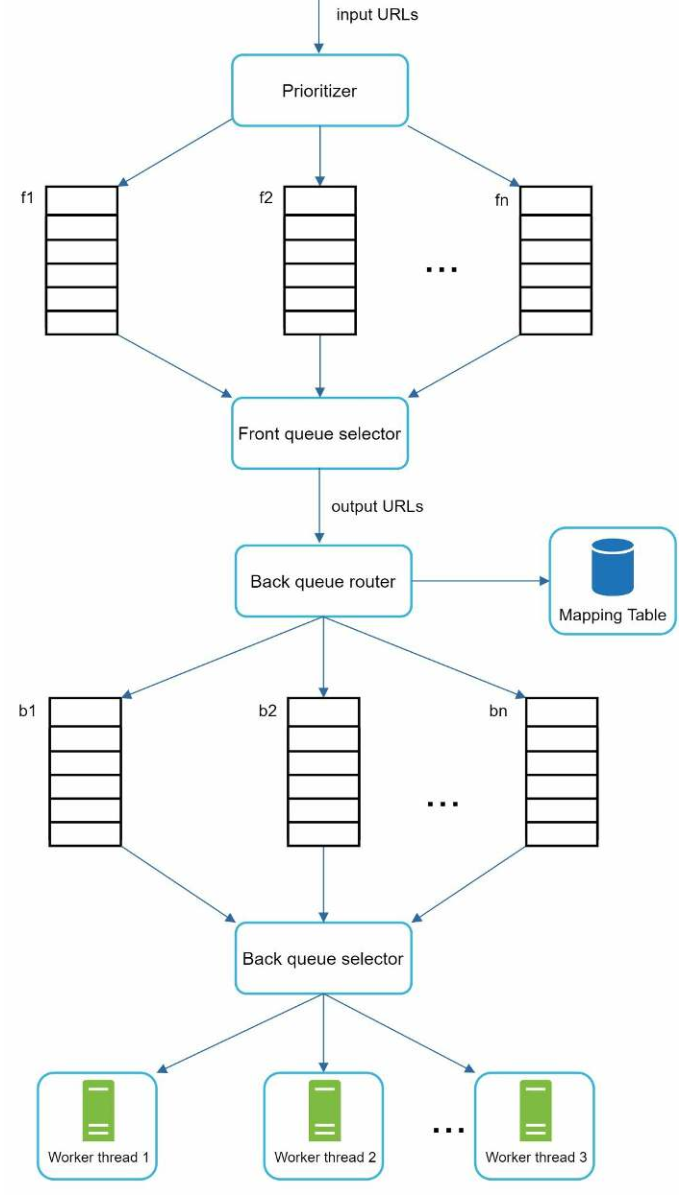 input URLs
Prioritizer
f1
f2
fn
...
Front queue selector
output URLs
Back queue router
Mapping Table
b1
b2
bn
...
Back queue selector
...
Worker thread 1
Worker thread 2
Worker thread 3